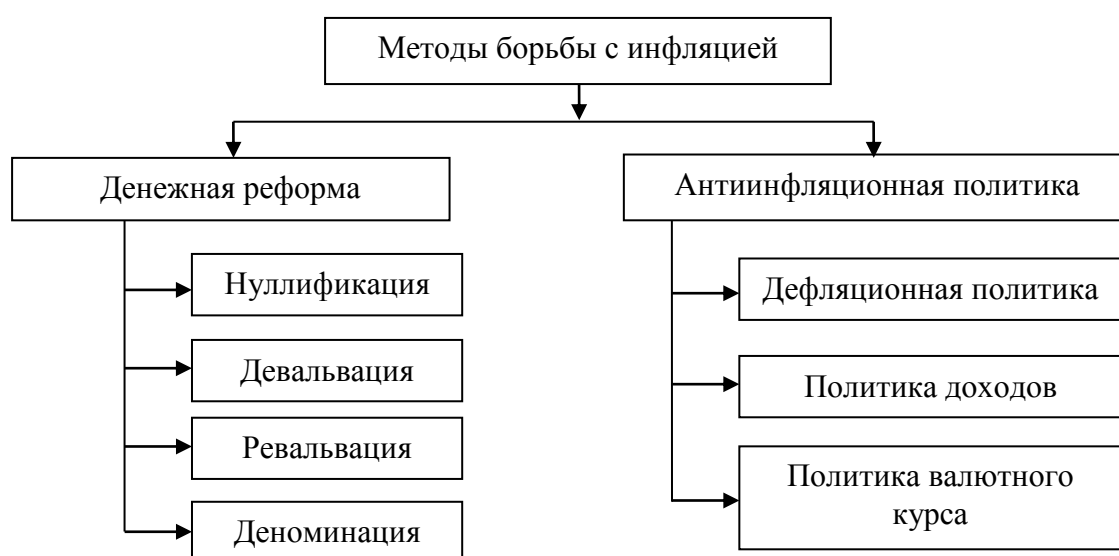 Методы борьбы с инфляцией
Денежная реформа
Нуллификация
Девальвация
Ревальвация
Деноминация
Антиинфляционная политика
Дефляционная политика
Политика доходов
Политика валютного
курса